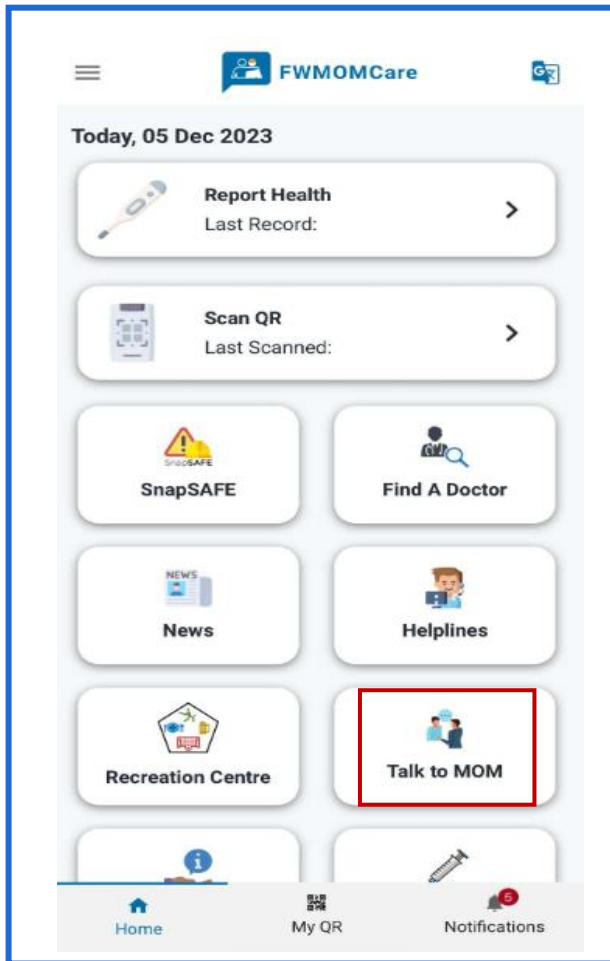 FWMOMCare
Today, 05 Dec 2023
Report Health
Last Record:
Scan QR
Last Scanned:
SnapSAFE
SnapSAFE
Find A Doctor
NEWS
News
Helplines
Recreation Centre
Talk to MOM
Home
My QR
5
Notifications